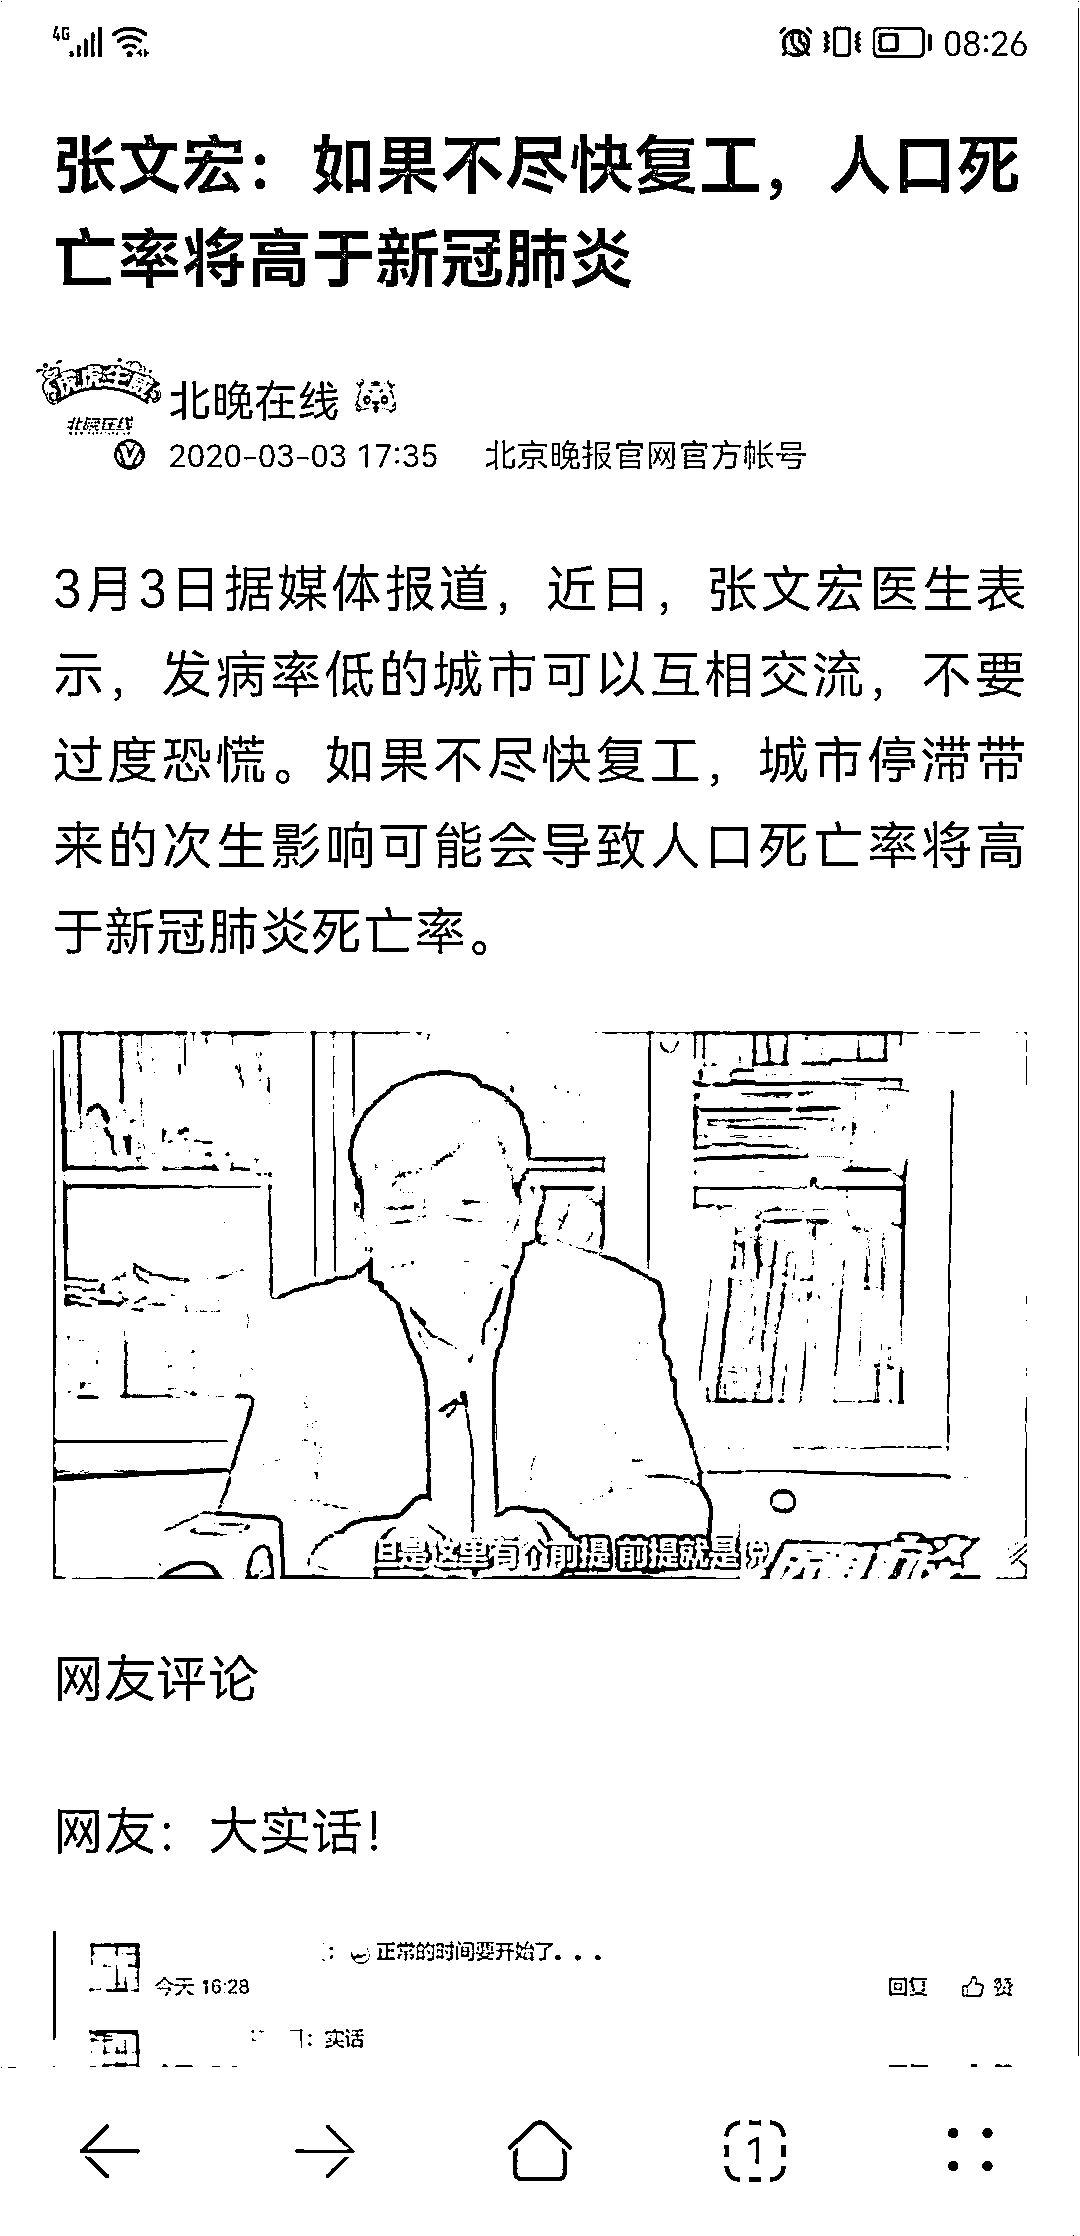 4G 08:26
张文宏：如果不尽快复工，人口死
亡率将高于新冠肺炎
虎虎生威
北晚在线
北晚在线
2020-03-03 17:35 北京晚报官网官方帐号
3月3日据媒体报道，近日，张文宏医生表
示，发病率低的城市可以互相交流，不要
过度恐慌。如果不尽快复工，城市停滞带
来的次生影响可能会导致人口死亡率将高
于新冠肺炎死亡率。
但是这里有个前提 前提就是说
网友评论
网友：大实话！
：正常的时间要开始了...
今天 16:28 回复 赞
：实话
1